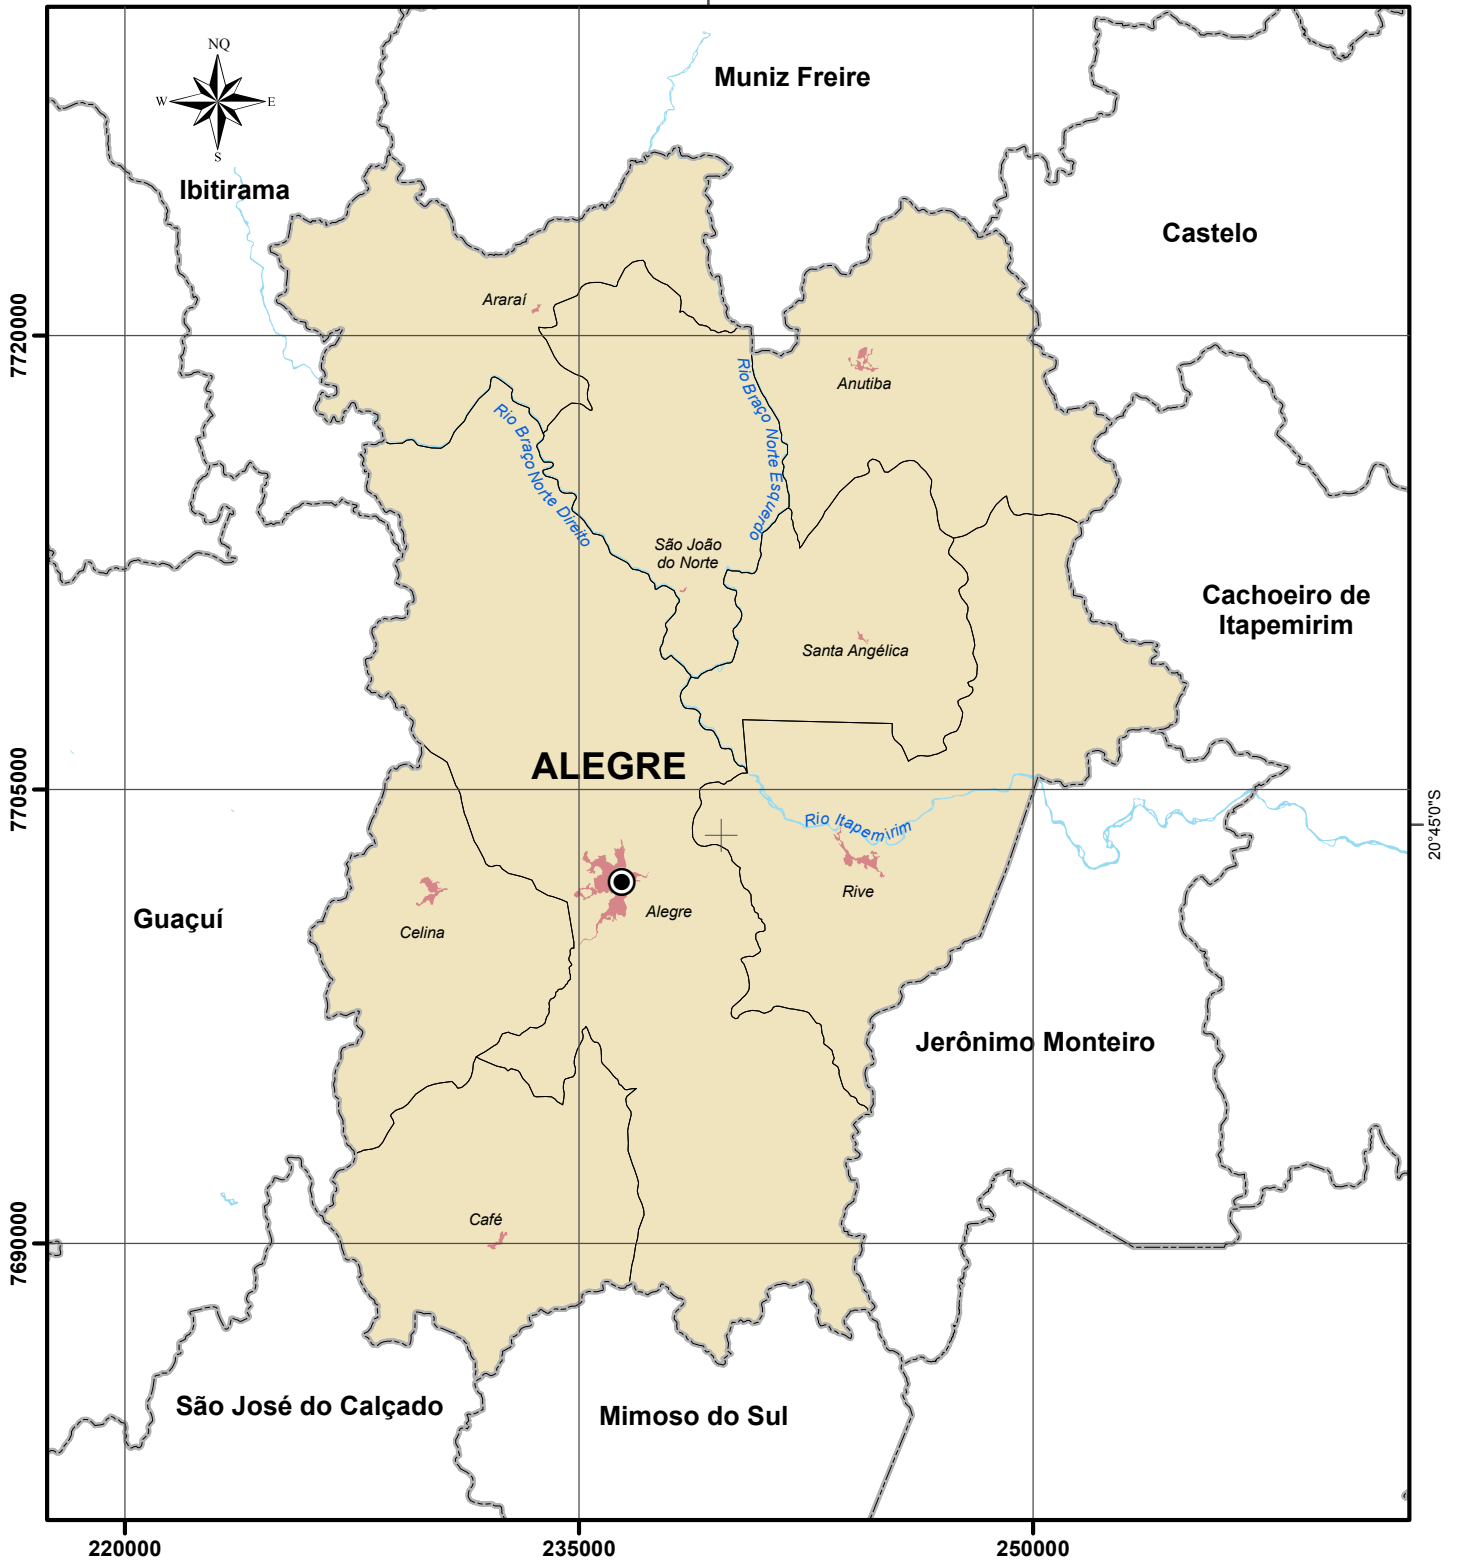 NQ
W
E
S
Muniz Freire
Ibitirama
Castelo
Araraí
7720000
Anutiba
Rio Braço Norte Esquerdo
Rio Braço Norte Direito
São João
do Norte
Cachoeiro de
Itapemirim
Santa Angélica
ALEGRE
7705000
20°45'0"S
Rio Itapemirim
Rive
Alegre
Guaçuí
Celina
Jerônimo Monteiro
Café
7690000
São José do Calçado
Mimoso do Sul
220000
235000
250000